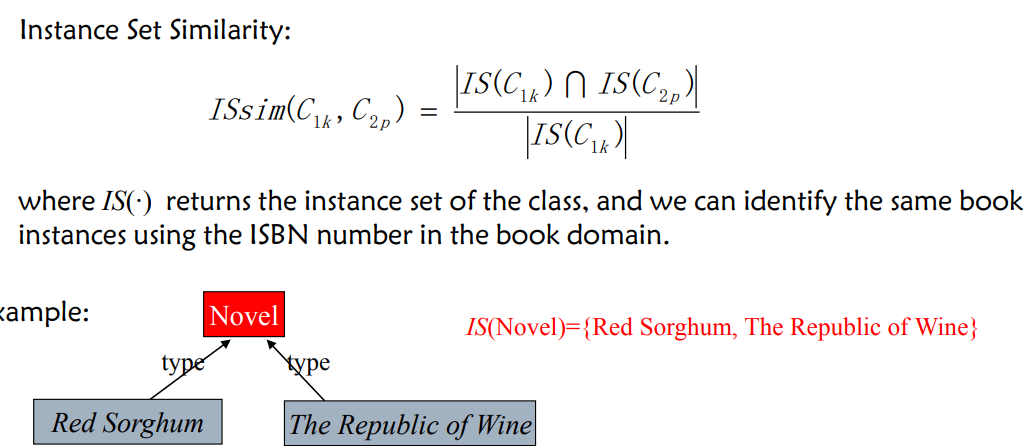 Instance Set Similarity:
ISsim(C1k, C2p) = |IS(C1k) ∩ IS(C2p)| / |IS(C1k)|
where IS(·) returns the instance set of the class, and we can identify the same book
instances using the ISBN number in the book domain.
xample:
Novel
IS(Novel)={Red Sorghum, The Republic of Wine}
type
type
Red Sorghum
The Republic of Wine